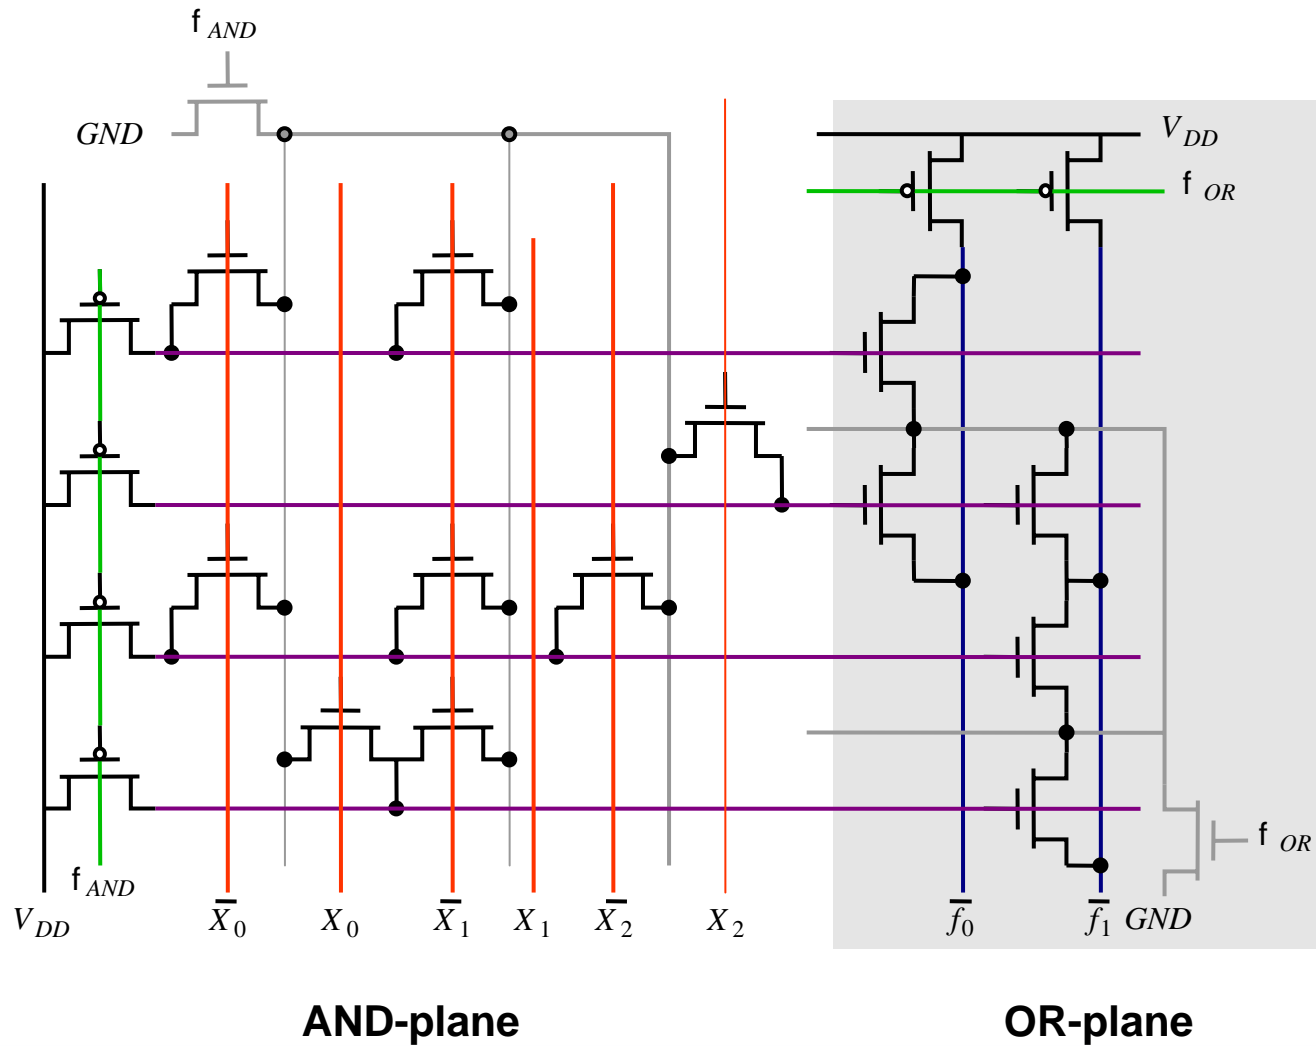 f AND
GND
V DD
f OR
f AND
f OR
V DD
X̅ 0
X 0
X̅ 1
X 1
X̅ 2
X 2
f̅ 0
f̅ 1
GND
AND-plane
OR-plane